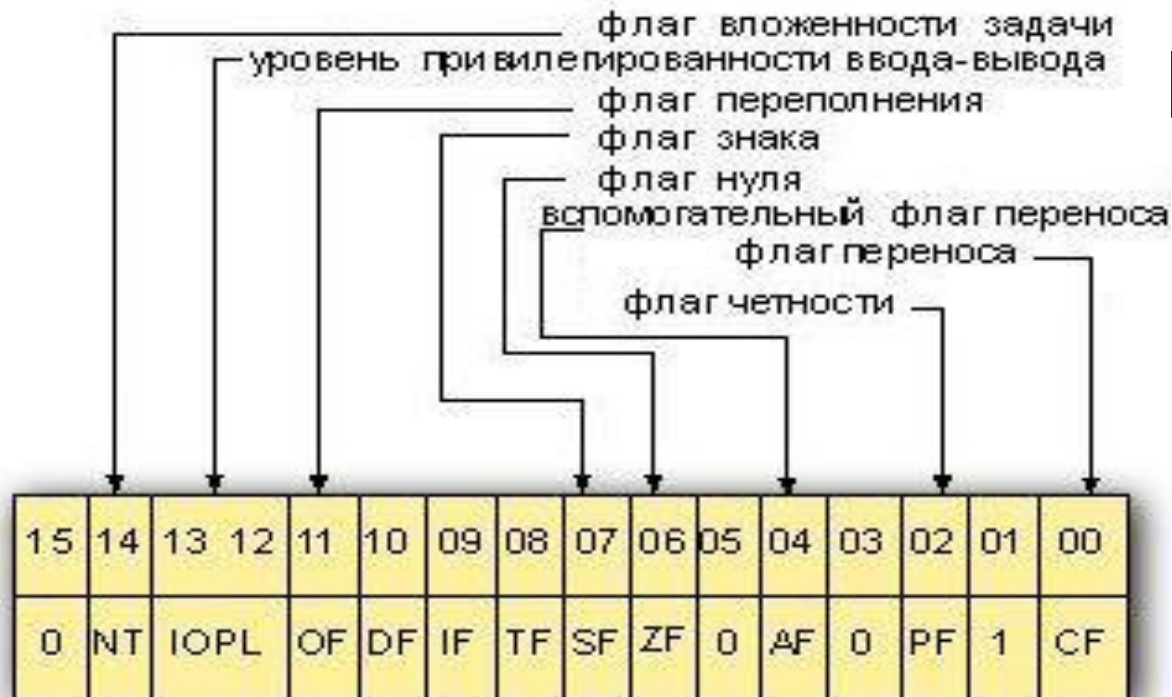 флаг вложенности задачи
уровень привилегированности ввода-вывода
флаг переполнения
флаг знака
флаг нуля
вспомогательный флаг переноса
флаг переноса
флаг четности
15 14 13 12 11 10 09 08 07 06 05 04 03 02 01 00
0 NT IOPL OF DF IF TF SF ZF 0 AF 0 PF 1 CF